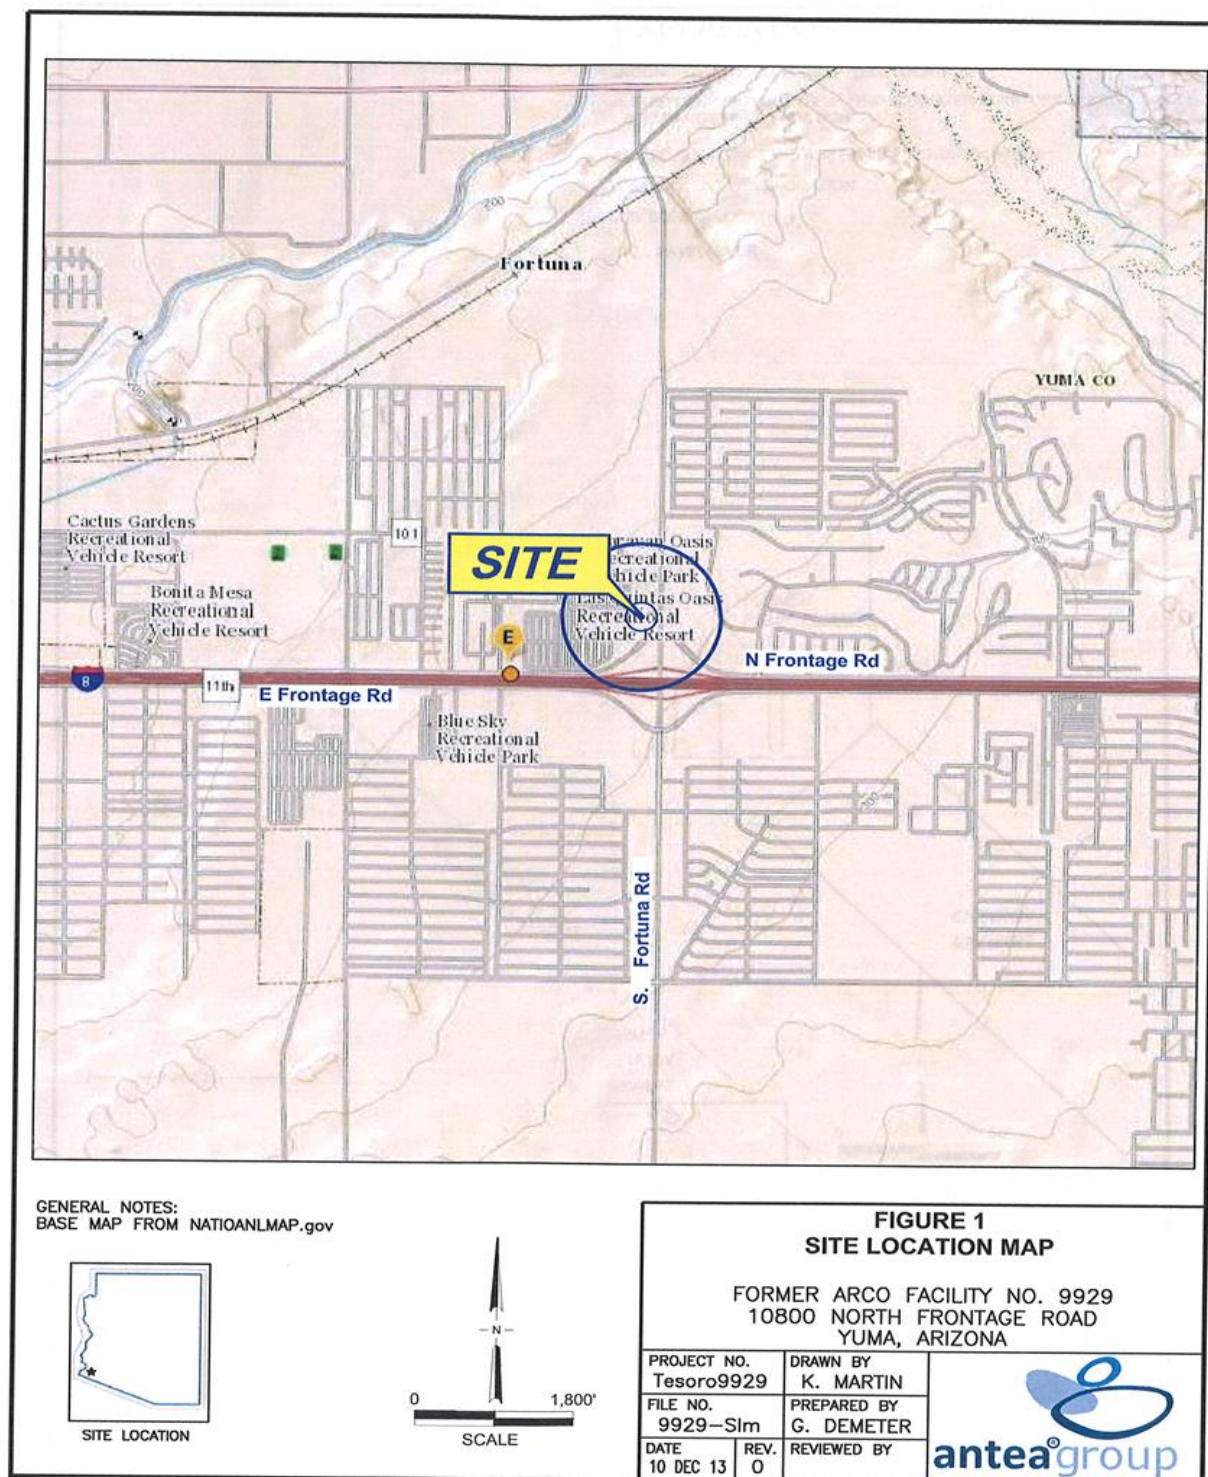 200
Fortuna
YUMA CO
Cactus Gardens
Recreational
Vehicle Resort
10 1
SITE
Oasis
Vehicle Park
Las Quintas Oasis
Recreational
Vehicle Resort
Bonita Mesa
Recreational
Vehicle Resort
E
N Frontage Rd
8
11th
E Frontage Rd
Blue Sky
Recreational
Vehicle Park
S. Fortuna Rd
GENERAL NOTES:
BASE MAP FROM NATIOANLMAP.gov
SITE LOCATION
N
0 1,800'
SCALE
FIGURE 1
SITE LOCATION MAP
FORMER ARCO FACILITY NO. 9929
10800 NORTH FRONTAGE ROAD
YUMA, ARIZONA
PROJECT NO.
Tesoro9929
DRAWN BY
K. MARTIN
FILE NO.
9929-Slm
PREPARED BY
G. DEMETER
DATE
10 DEC 13
REV.
0
REVIEWED BY
antea®group